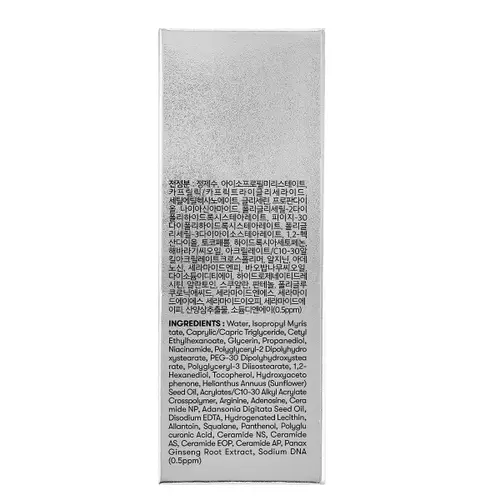 전성분 : 정제수, 아이소프로필미리스테이트,
카프릴릭/카프릭트라이글리세라이드,
세틸에틸헥사노에이트, 글리세린, 프로판다이
올, 나이아신아마이드, 폴리글리세릴-2다이
폴리하이드록시스테아레이트, 피이지-30
다이폴리하이드록시스테아레이트, 폴리글
리세릴-3다이아이소스테아레이트, 1,2-헥
산다이올, 토코페롤, 하이드록시아세토페논,
해바라기씨오일, 아크릴레이트/C10-30알
킬아크릴레이트크로스폴리머, 알지닌, 아데
노신, 세라마이드엔피, 바오밥나무씨오일,
다이소듐이디티에이, 하이드로제네이티드레
시틴, 알란토인, 스쿠알란, 판테놀, 폴리글루
쿠로닉애씨드, 세라마이드엔에스, 세라마이
드에이에스, 세라마이드이오피, 세라마이드에
이피, 산양삼추출물, 소듐디엔에이(0.5ppm)
INGREDIENTS : Water, Isopropyl Myris
tate, Caprylic/Capric Triglyceride, Cetyl
Ethylhexanoate, Glycerin, Propanediol,
Niacinamide, Polyglyceryl-2 Dipolyhydro
xystearate, PEG-30 Dipolyhydroxystea
rate, Polyglyceryl-3 Diisostearate, 1,2-
Hexanediol, Tocopherol, Hydroxyaceto
phenone, Helianthus Annuus (Sunflower)
Seed Oil, Acrylates/C10-30 Alkyl Acrylate
Crosspolymer, Arginine, Adenosine, Cera
mide NP, Adansonia Digitata Seed Oil,
Disodium EDTA, Hydrogenated Lecithin,
Allantoin, Squalane, Panthenol, Polyglu
curonic Acid, Ceramide NS, Ceramide
AS, Ceramide EOP, Ceramide AP, Panax
Ginseng Root Extract, Sodium DNA
(0.5ppm)